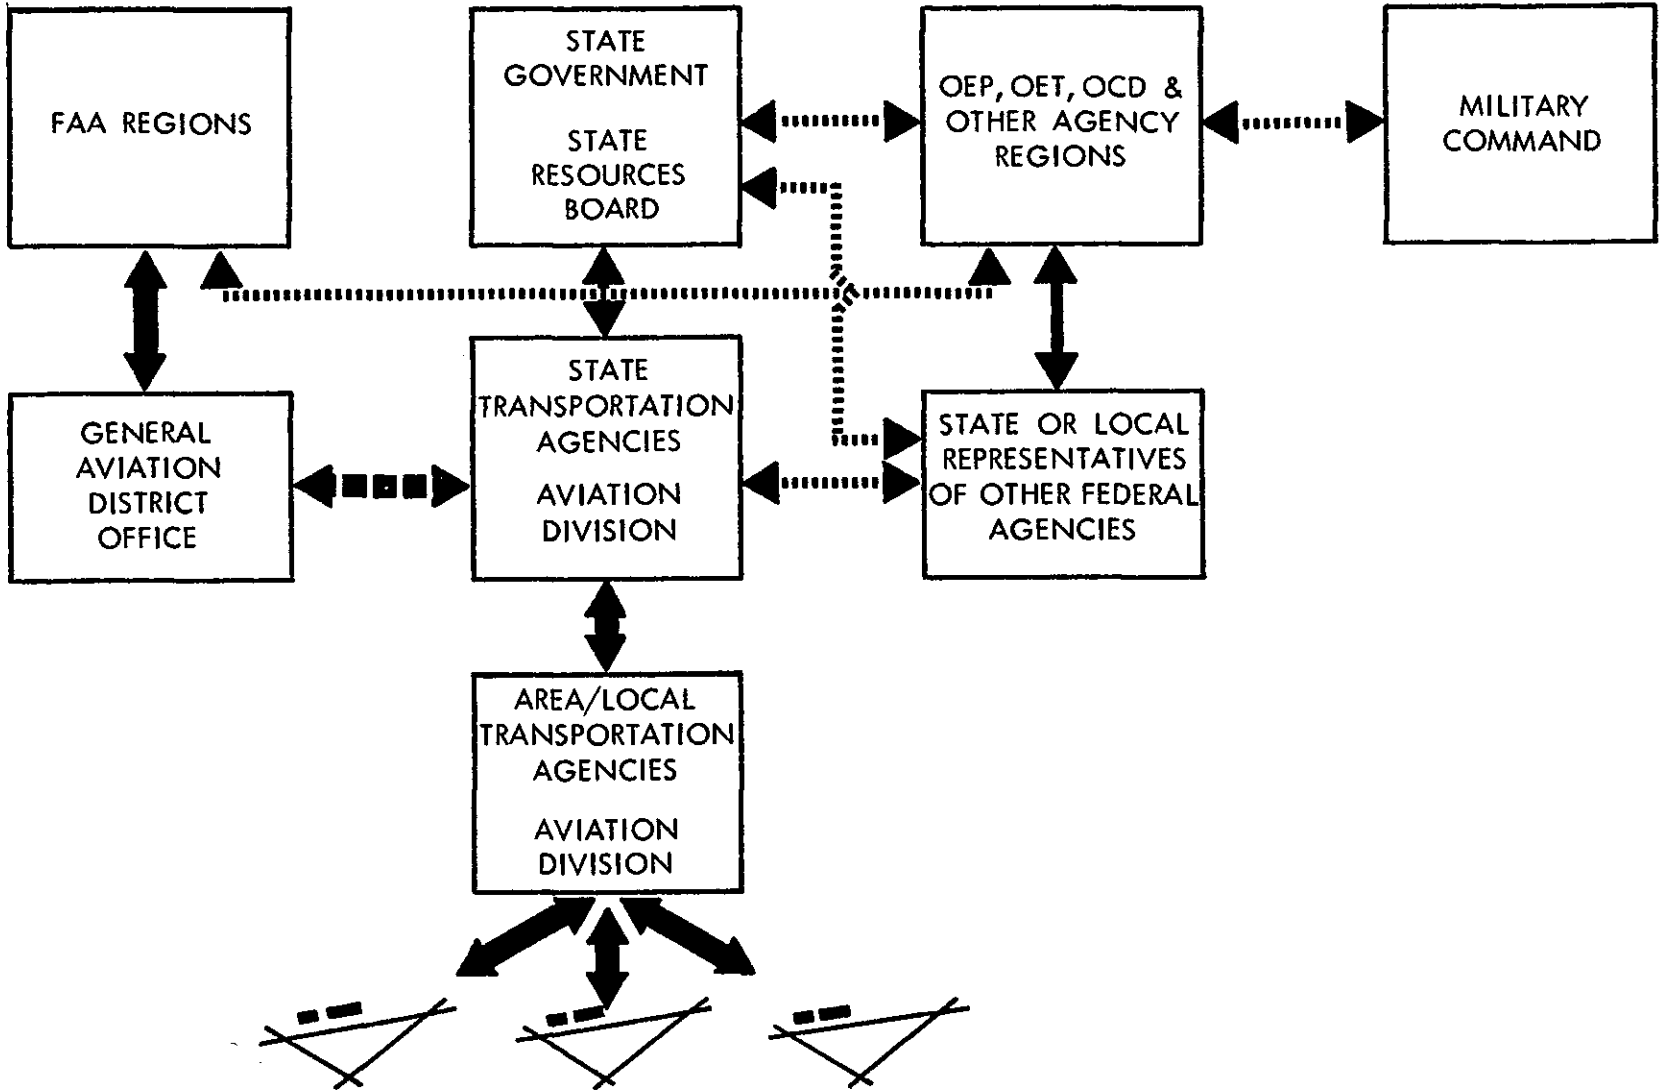 FAA REGIONS
STATE
GOVERNMENT
STATE
RESOURCES
BOARD
OEP, OET, OCD &
OTHER AGENCY
REGIONS
MILITARY
COMMAND
GENERAL
AVIATION
DISTRICT
OFFICE
STATE
TRANSPORTATION
AGENCIES
AVIATION
DIVISION
STATE OR LOCAL
REPRESENTATIVES
OF OTHER FEDERAL
AGENCIES
AREA/LOCAL
TRANSPORTATION
AGENCIES
AVIATION
DIVISION